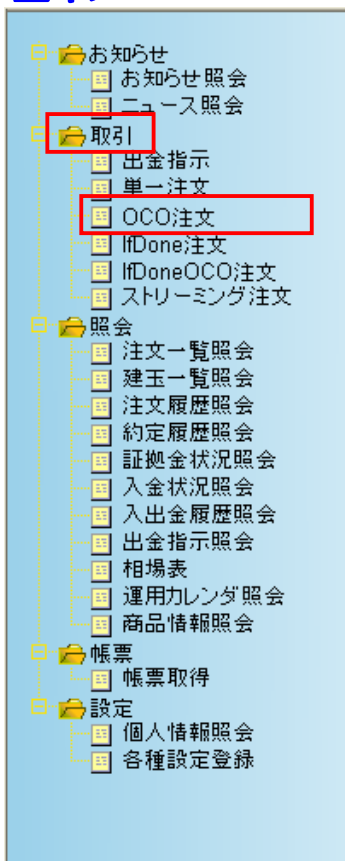 お知らせ
お知らせ照会
ニュース照会
取引
出金指示
単一注文
OCO注文
IfDone注文
IfDoneOCO注文
ストリーミング注文
照会
注文一覧照会
建玉一覧照会
注文履歴照会
約定履歴照会
証拠金状況照会
入金状況照会
入出金履歴照会
出金指示照会
相場表
運用カレンダ照会
商品情報照会
帳票
帳票取得
設定
個人情報照会
各種設定登録